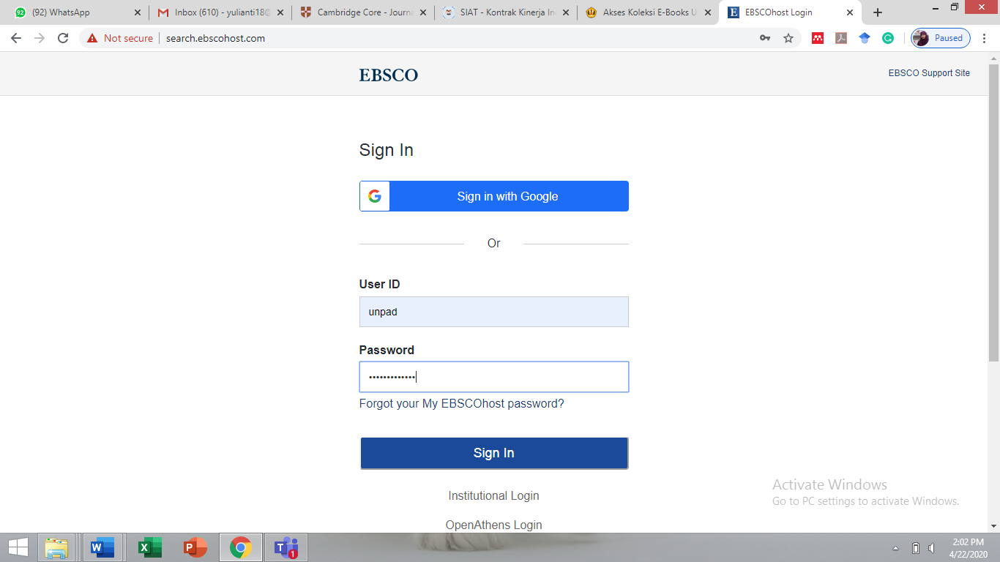 92 (92) WhatsApp
Inbox (610) - yulianti18@
Cambridge Core - Journa
SIAT - Kontrak Kinerja In
Akses Koleksi E-Books U
E EBSCOhost Login
Not secure search.ebscohost.com
Paused
EBSCO
EBSCO Support Site
Sign In
G Sign in with Google
Or
User ID
unpad
Password
•••••••••••••
Forgot your My EBSCOhost password?
Sign In
Institutional Login
OpenAthens Login
Activate Windows
Go to PC settings to activate Windows.
2:02 PM
4/22/2020